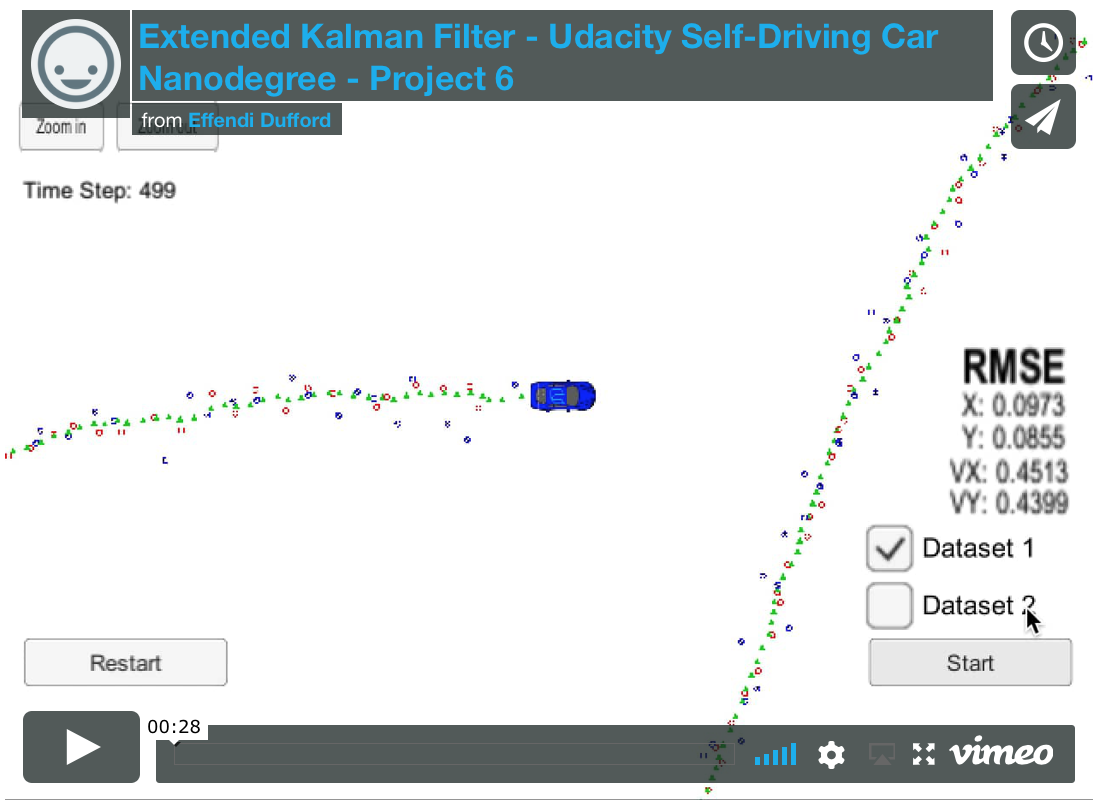 Extended Kalman Filter - Udacity Self-Driving Car
Nanodegree - Project 6
from Effendi Dufford
Zoom in
Zoom out
Time Step: 499
RMSE
X: 0.0973
Y: 0.0855
VX: 0.4513
VY: 0.4399
Dataset 1
Dataset 2
Restart
Start
00:28
vimeo